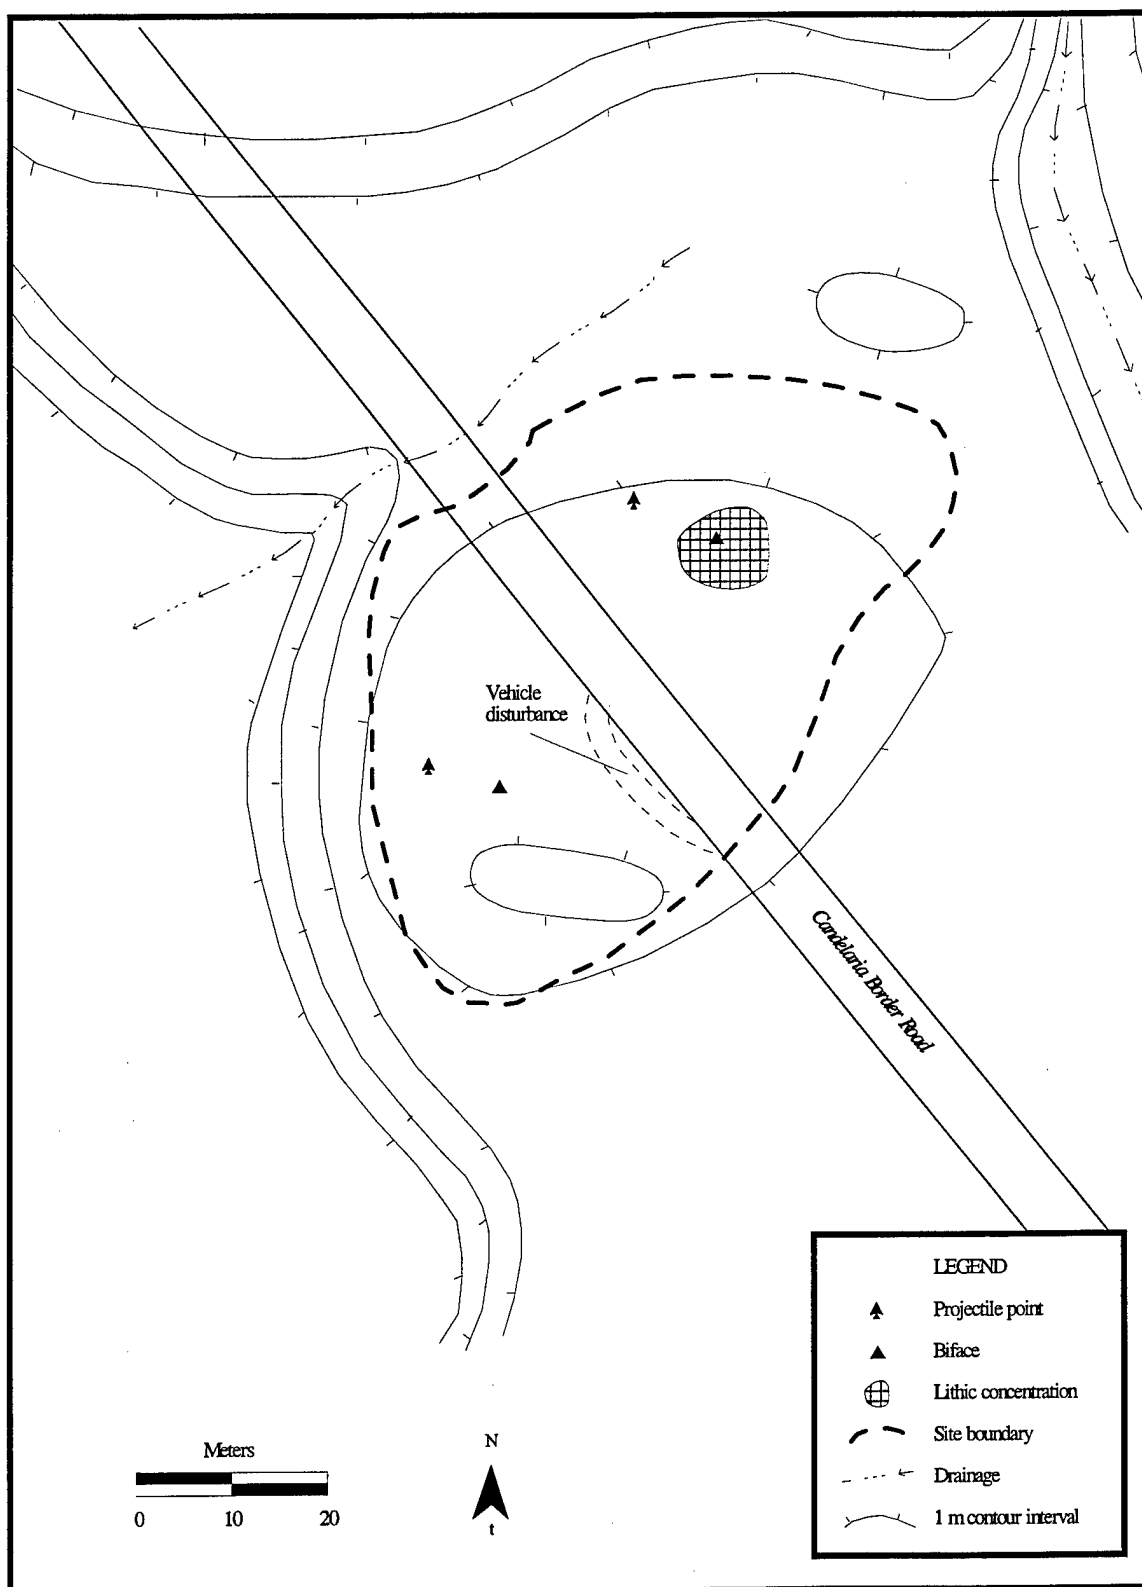 Vehicle
disturbance
Candelaria Border Road
LEGEND
Projectile point
Biface
Lithic concentration
Site boundary
Drainage
1 m contour interval
Meters
0 10 20
N
t